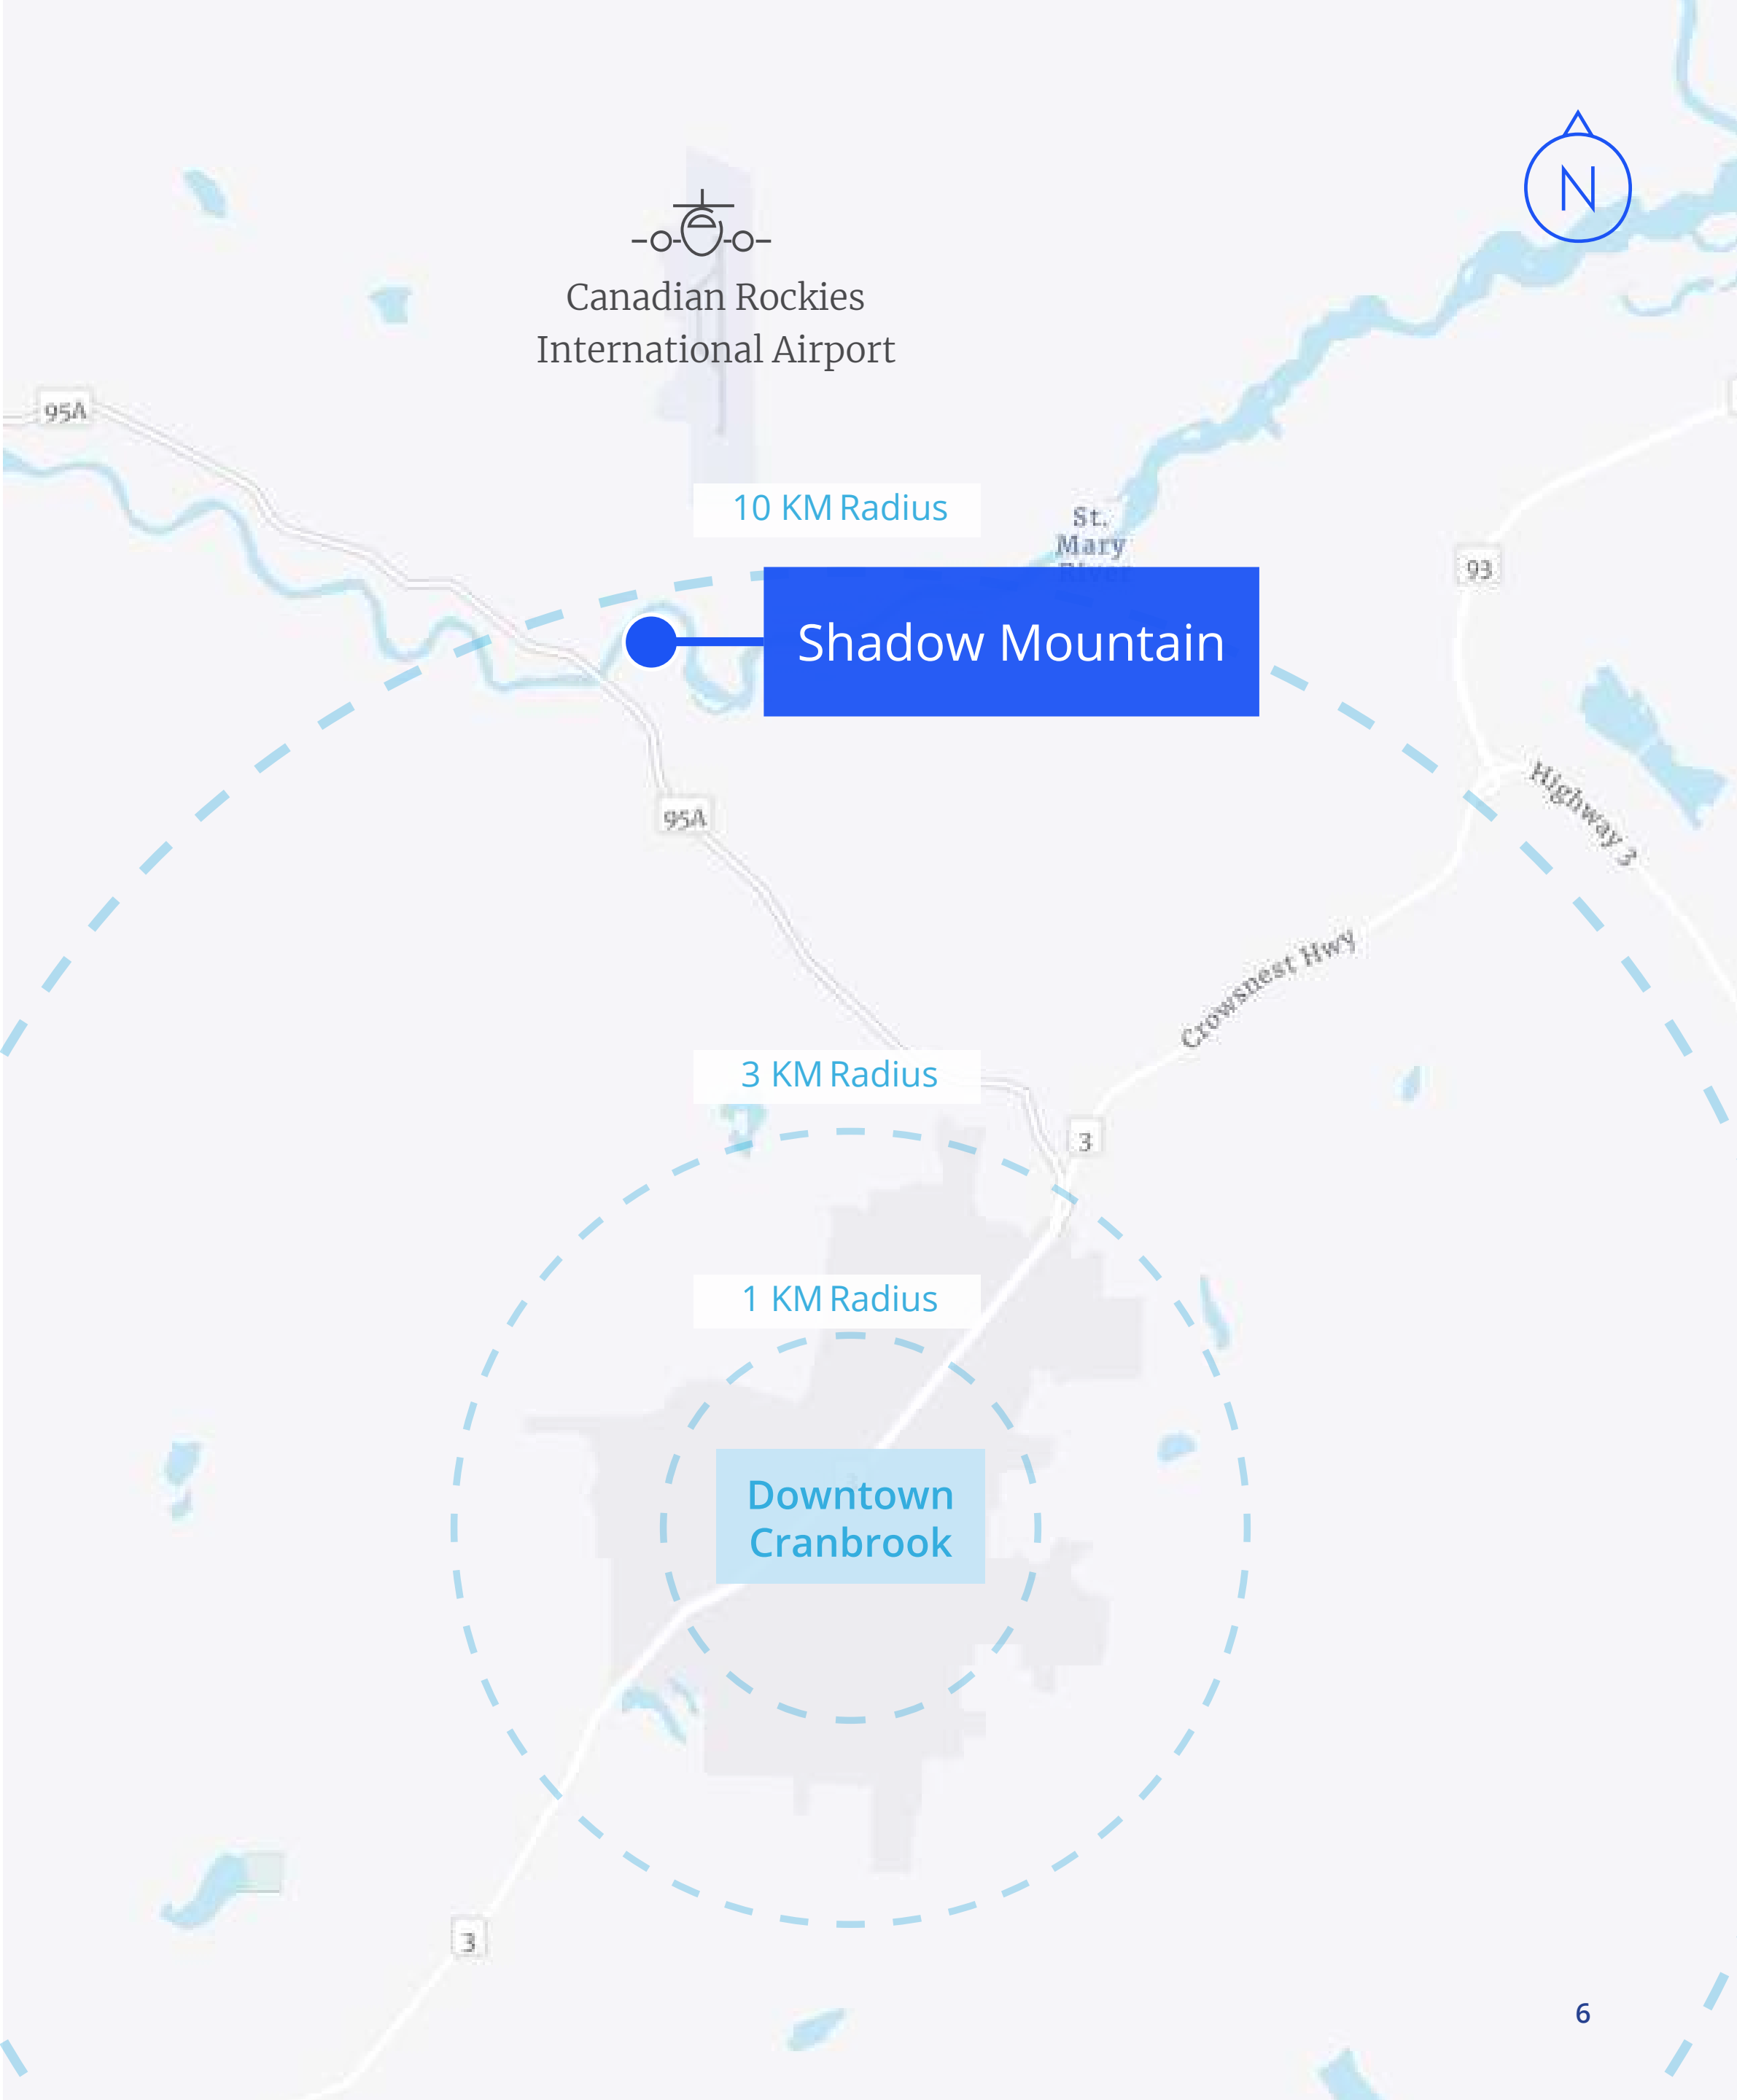 N
Canadian Rockies
International Airport
95A
10 KM Radius
St.
Mary
River
93
Shadow Mountain
Highway 3
95A
Crowsnest Hwy
3 KM Radius
3
1 KM Radius
Downtown
Cranbrook
3
6